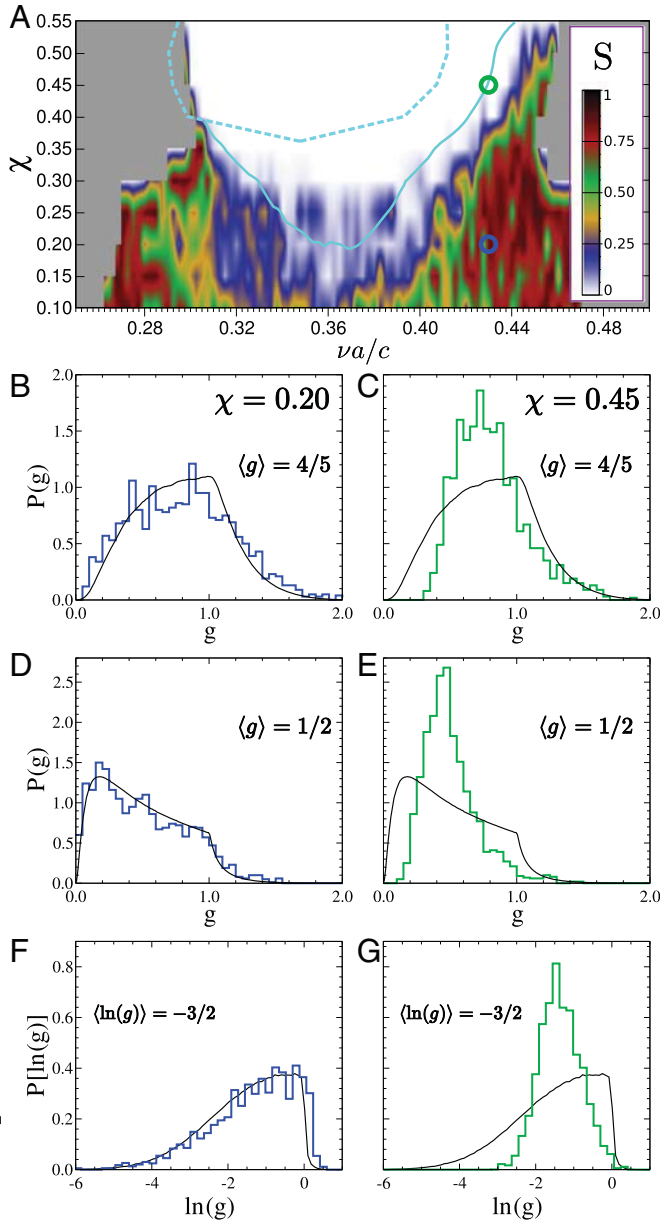 A
0.55
0.50
0.45
0.40
0.35
0.30
0.25
0.20
0.15
0.10
χ
0.28 0.32 0.36 0.40 0.44 0.48
νa/c
S
1
0.75
0.50
0.25
0
B
χ = 0.20
⟨g⟩ = 4/5
P(g)
2.0
1.5
1.0
0.5
0.0
0.0 1.0 2.0
g
C
χ = 0.45
⟨g⟩ = 4/5
0.0 1.0 2.0
g
D
⟨g⟩ = 1/2
P(g)
2.5
2.0
1.5
1.0
0.5
0.0
0.0 1.0 2.0
g
E
⟨g⟩ = 1/2
0.0 1.0 2.0
g
F
⟨ln(g)⟩ = −3/2
P[ln(g)]
0.8
0.6
0.4
0.2
0.0
-6 -4 -2 0
ln(g)
G
⟨ln(g)⟩ = −3/2
-6 -4 -2 0
ln(g)